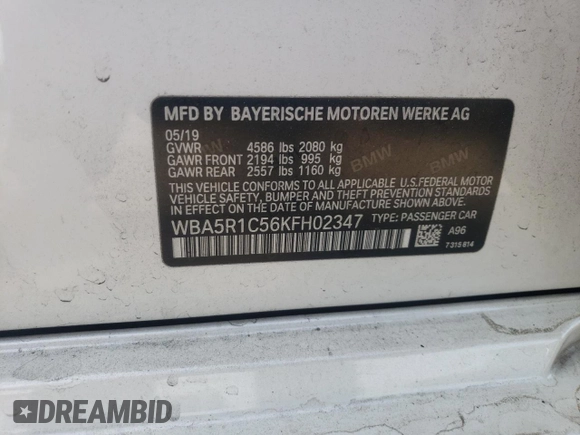 MFD BY BAYERISCHE MOTOREN WERKE AG
05/19
GVWR 4586 lbs 2080 kg
GAWR FRONT 2194 lbs 995 kg
GAWR REAR 2557 lbs 1160 kg
THIS VEHICLE CONFORMS TO ALL APPLICABLE U.S.FEDERAL MOTOR
VEHICLE SAFETY, BUMPER AND THEFT PREVENTION STANDARDS
IN EFFECT ON THE DATE OF MANUFACTURE SHOWN ABOVE.
WBA5R1C56KFH02347 TYPE: PASSENGER CAR
A96
7315614
BMW
BMW
BMW
DREAMBID